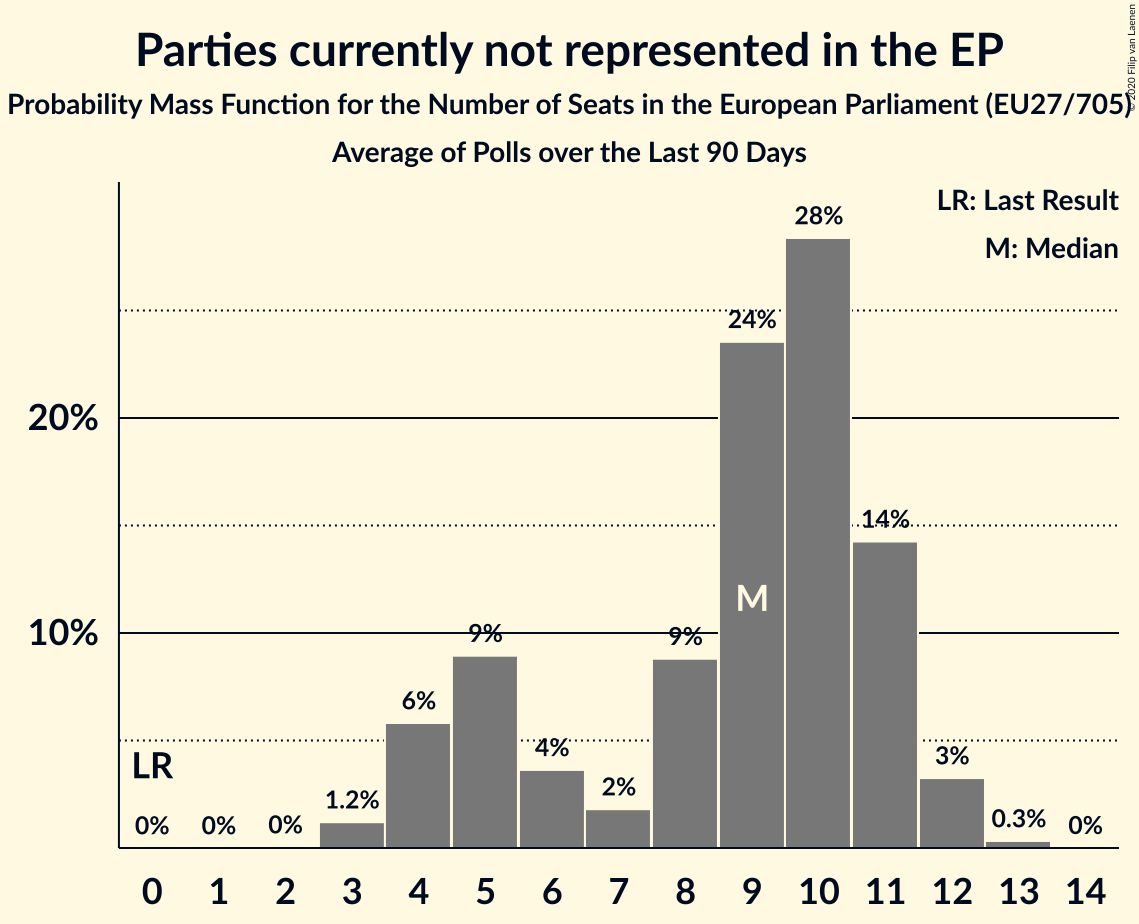 Parties currently not represented in the EP
Probability Mass Function for the Number of Seats in the European Parliament (EU27/705)
Average of Polls over the Last 90 Days
© 2020 Filip van Laenen
LR: Last Result
M: Median
20%
10%
LR
M
0%
0%
0%
1.2%
6%
9%
4%
2%
9%
24%
28%
14%
3%
0.3%
0%
0 1 2 3 4 5 6 7 8 9 10 11 12 13 14